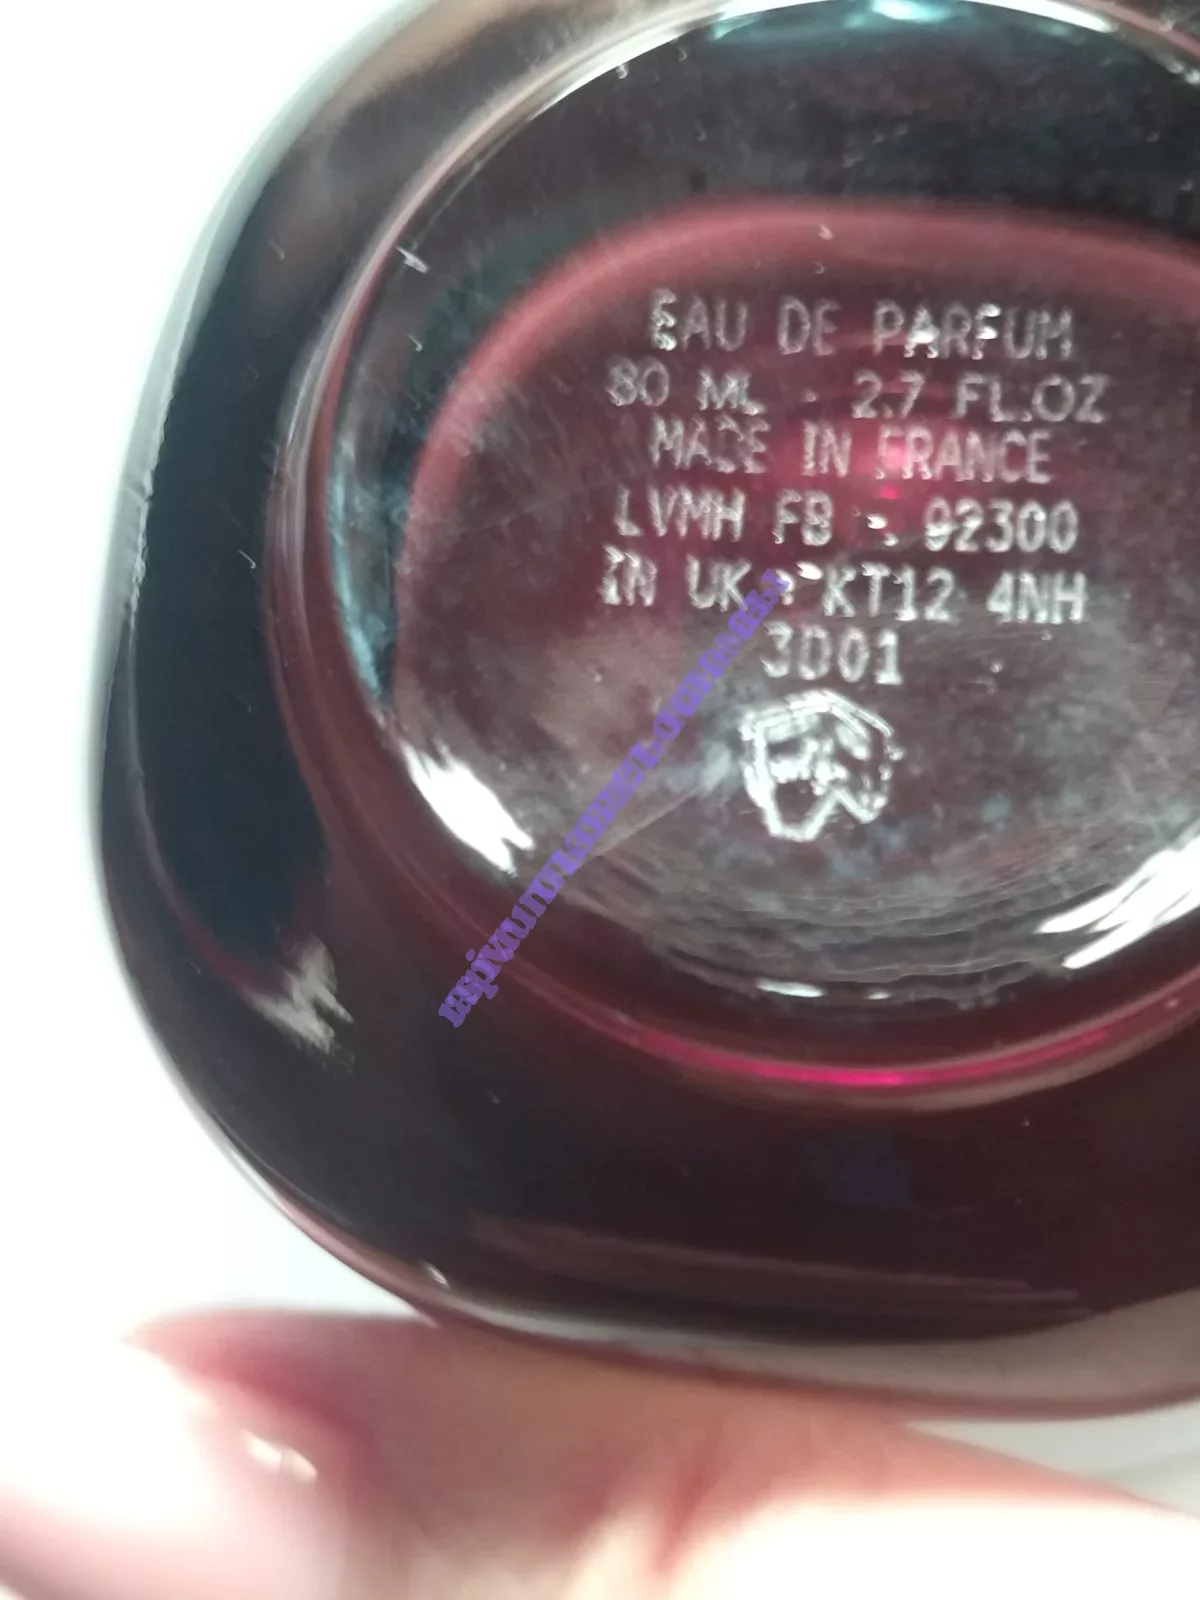 EAU DE PARFUM
80 ML - 2.7 FL.OZ
MADE IN FRANCE
LVMH FB - 92300
IN UK : KT12 4NH
3D01